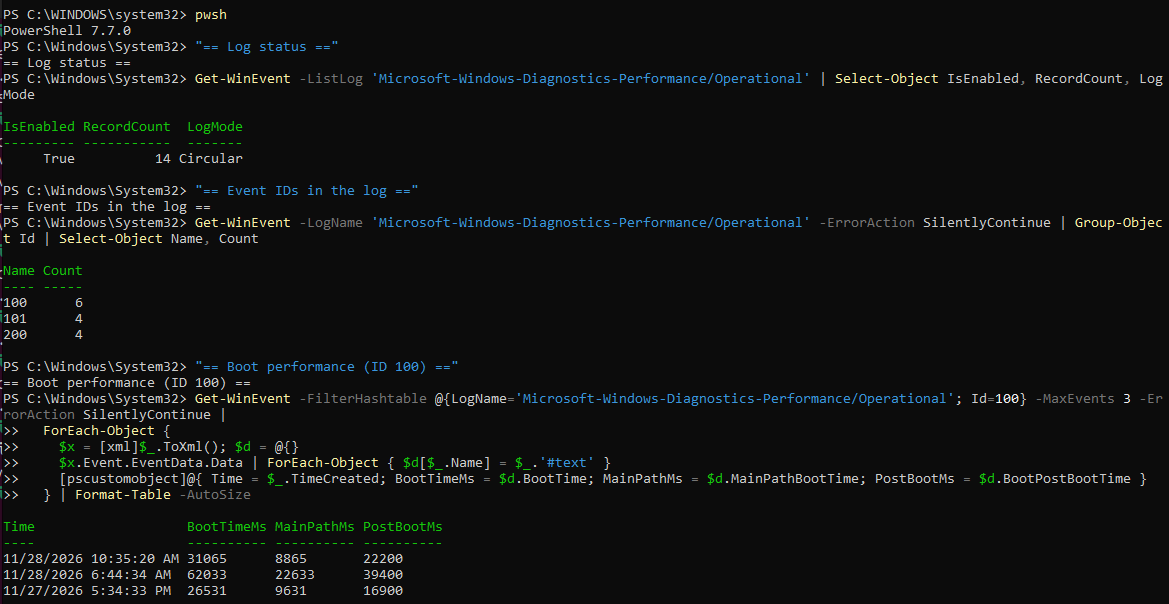 PS C:\WINDOWS\system32> pwsh
PowerShell 7.7.0
PS C:\Windows\System32> "== Log status =="
== Log status ==
PS C:\Windows\System32> Get-WinEvent -ListLog 'Microsoft-Windows-Diagnostics-Performance/Operational' | Select-Object IsEnabled, RecordCount, Log
Mode
IsEnabled RecordCount LogMode
--------- ----------- -------
True 14 Circular
PS C:\Windows\System32> "== Event IDs in the log =="
== Event IDs in the log ==
PS C:\Windows\System32> Get-WinEvent -LogName 'Microsoft-Windows-Diagnostics-Performance/Operational' -ErrorAction SilentlyContinue | Group-Objec
t Id | Select-Object Name, Count
Name Count
---- -----
100 6
101 4
200 4
PS C:\Windows\System32> "== Boot performance (ID 100) =="
== Boot performance (ID 100) ==
PS C:\Windows\System32> Get-WinEvent -FilterHashtable @{LogName='Microsoft-Windows-Diagnostics-Performance/Operational'; Id=100} -MaxEvents 3 -Er
rorAction SilentlyContinue |
>> ForEach-Object {
>> $x = [xml]$_.ToXml(); $d = @{}
>> $x.Event.EventData.Data | ForEach-Object { $d[$_.Name] = $_.'#text' }
>> [pscustomobject]@{ Time = $_.TimeCreated; BootTimeMs = $d.BootTime; MainPathMs = $d.MainPathBootTime; PostBootMs = $d.BootPostBootTime }
>> } | Format-Table -AutoSize
Time BootTimeMs MainPathMs PostBootMs
---- ---------- ---------- ----------
11/28/2026 10:35:20 AM 31065 8865 22200
11/28/2026 6:44:34 AM 62033 22633 39400
11/27/2026 5:34:33 PM 26531 9631 16900